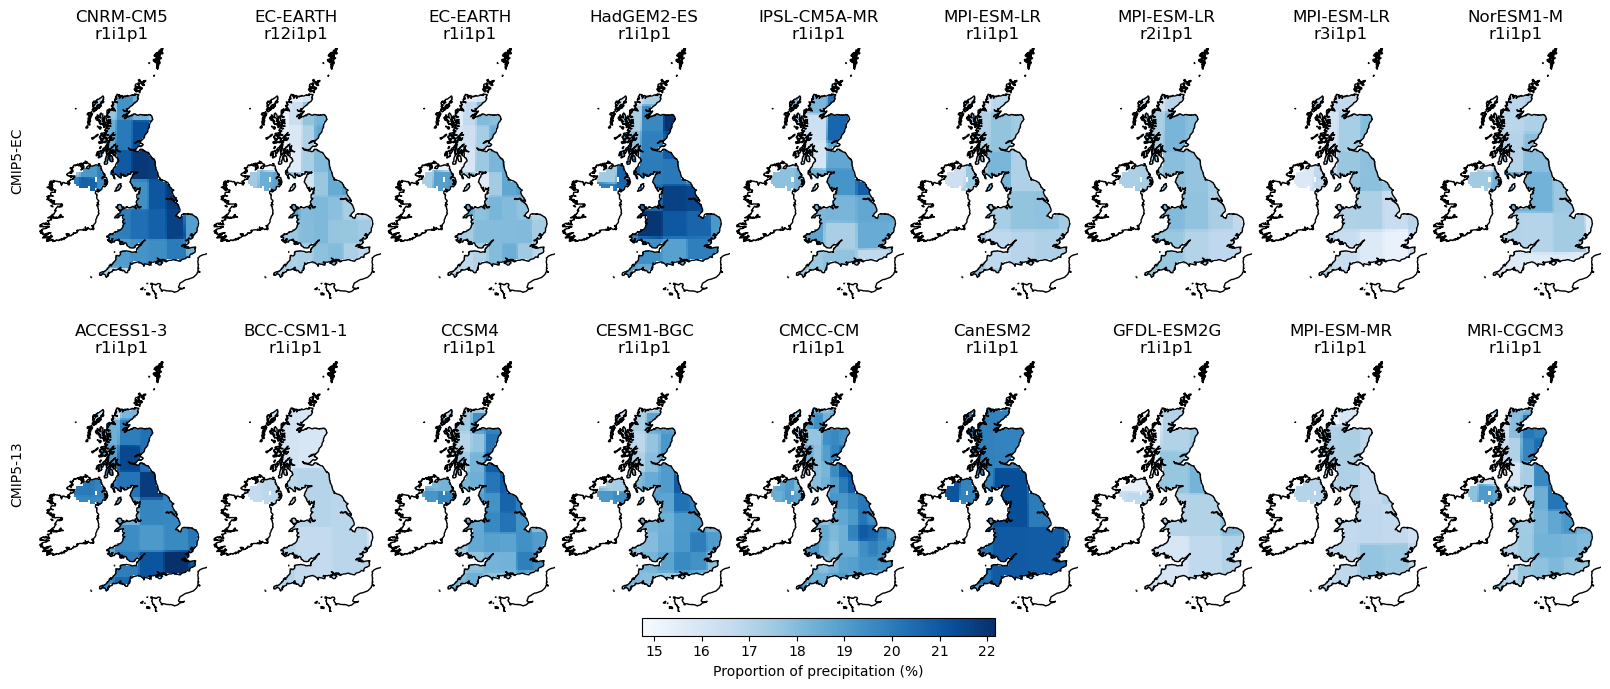 CNRM-CM5 EC-EARTH EC-EARTH HadGEM2-ES IPSL-CM5A-MR MPI-ESM-LR MPI-ESM-LR MPI-ESM-LR NorESM1-M
r1i1p1 r12i1p1 r1i1p1 r1i1p1 r1i1p1 r1i1p1 r2i1p1 r3i1p1 r1i1p1
CMIP5-EC
ACCESS1-3 BCC-CSM1-1 CCSM4 CESM1-BGC CMCC-CM CanESM2 GFDL-ESM2G MPI-ESM-MR MRI-CGCM3
r1i1p1 r1i1p1 r1i1p1 r1i1p1 r1i1p1 r1i1p1 r1i1p1 r1i1p1 r1i1p1
CMIP5-13
15 16 17 18 19 20 21 22
Proportion of precipitation (%)